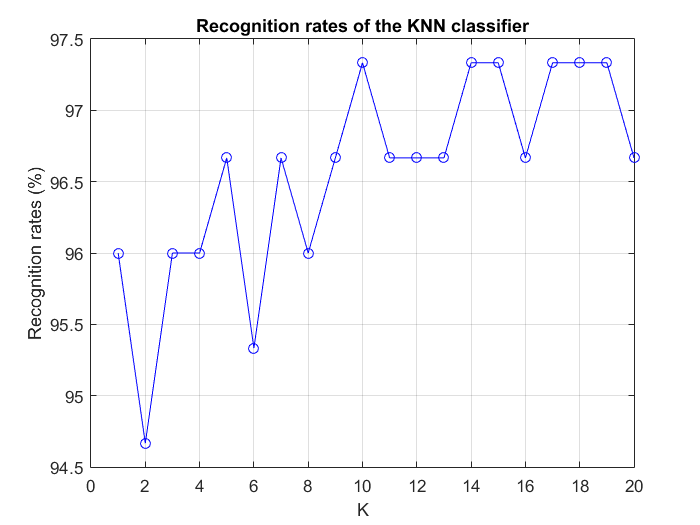 Recognition rates of the KNN classifier
97.5
97
96.5
96
95.5
95
94.5
Recognition rates (%)
0 2 4 6 8 10 12 14 16 18 20
K